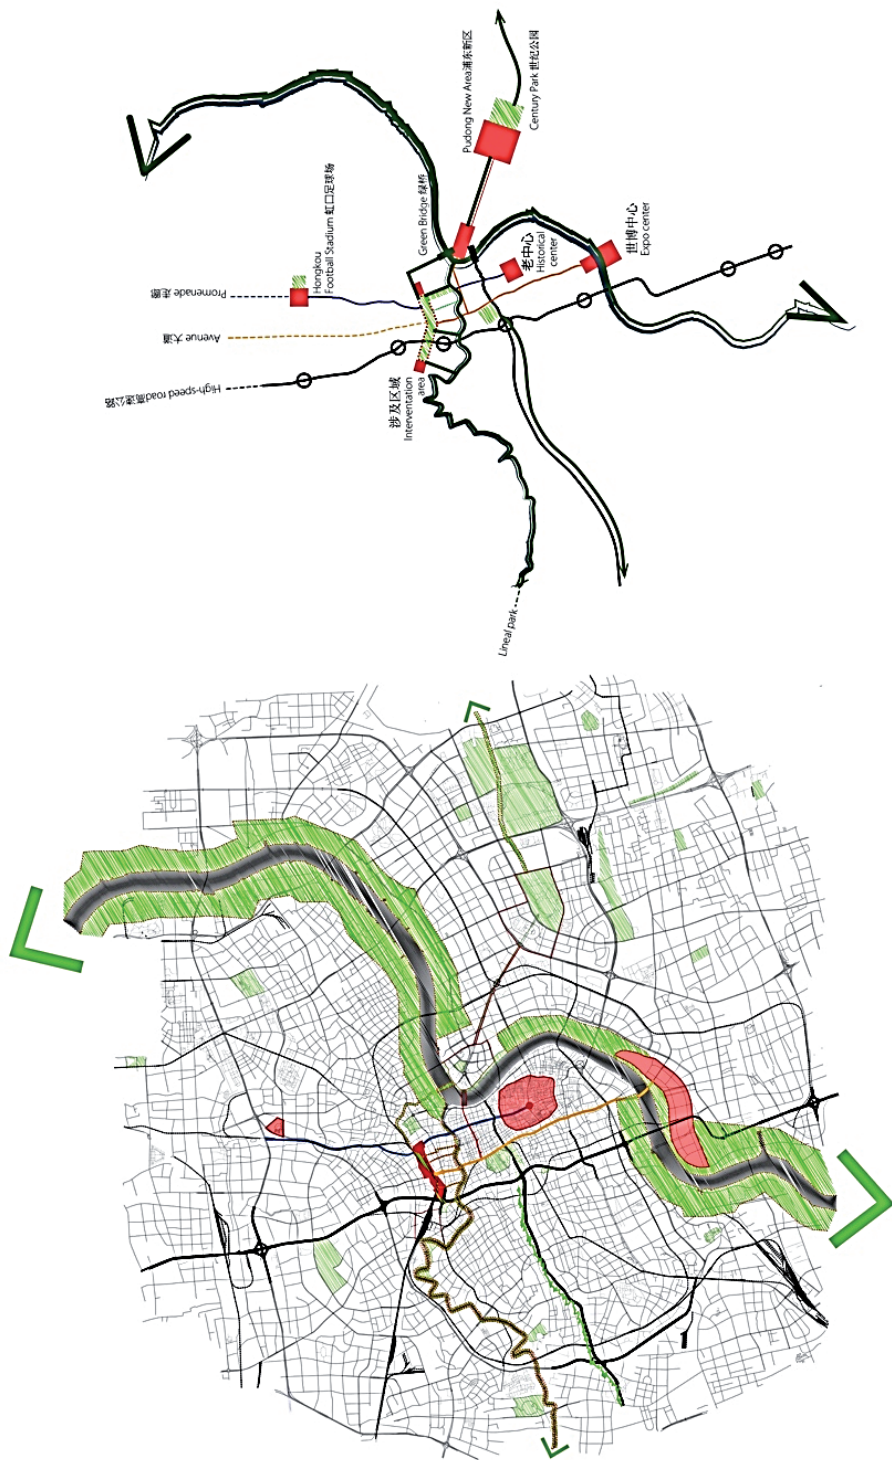 Pudong New Area浦东新区
Century Park 世纪公园
Hongkou
Football Stadium 虹口足球场
Green Bridge 绿桥
老中心
Historical
center
世博中心
Expo center
Promenade 走廊
Avenue 大道
High-speed road高速公路
涉及区域
Interventation
area
Lineal park